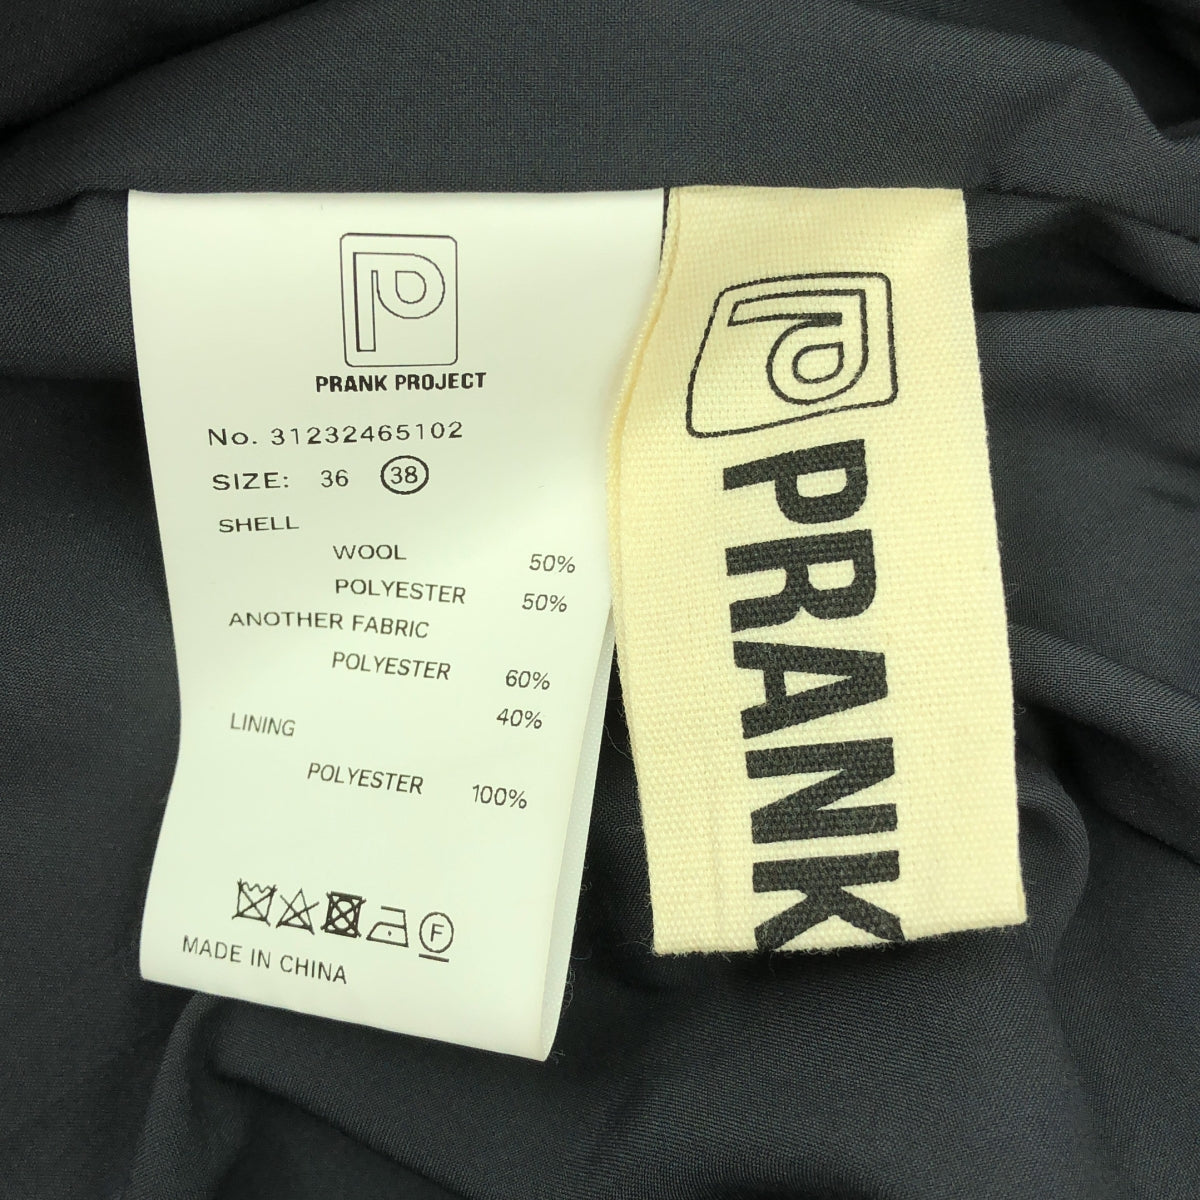 PRANK PROJECT
No. 31232465102
SIZE: 36 38
SHELL
WOOL 50%
POLYESTER 50%
ANOTHER FABRIC
POLYESTER 60%
40%
LINING
POLYESTER 100%
F
MADE IN CHINA
PRANK